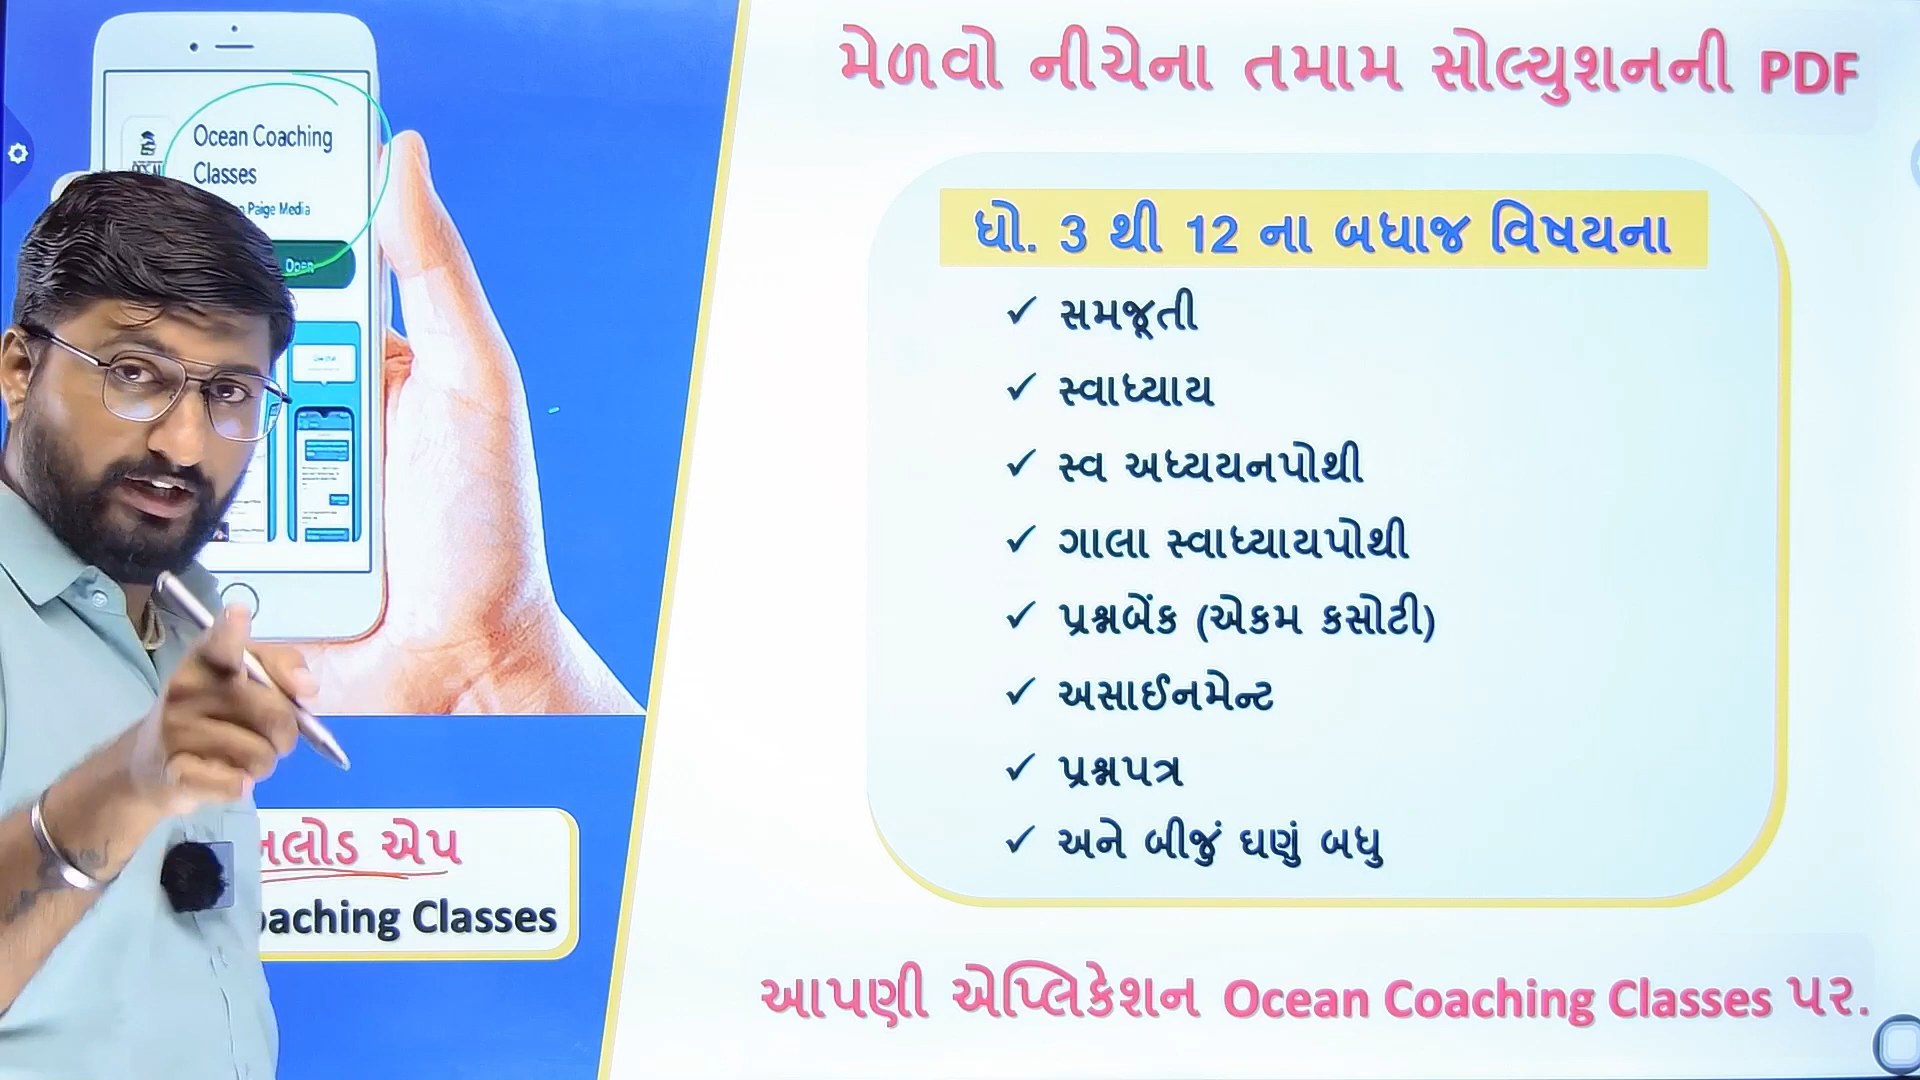 મેળવો નીચેના તમામ સોલ્યુશનની PDF
Ocean Coaching
Classes
Paige Media
Open
ધો. 3 થી 12 ના બધાજ વિષયના
✓ સમજૂતી
✓ સ્વાધ્યાય
✓ સ્વ અધ્યયનપોથી
✓ ગાલા સ્વાધ્યાયપોથી
✓ પ્રશ્નબેંક (એકમ કસોટી)
✓ અસાઈનમેન્ટ
✓ પ્રશ્નપત્ર
✓ અને બીજું ઘણું બધુ
એપ
Classes
આપણી એપ્લિકેશન Ocean Coaching Classes પર.